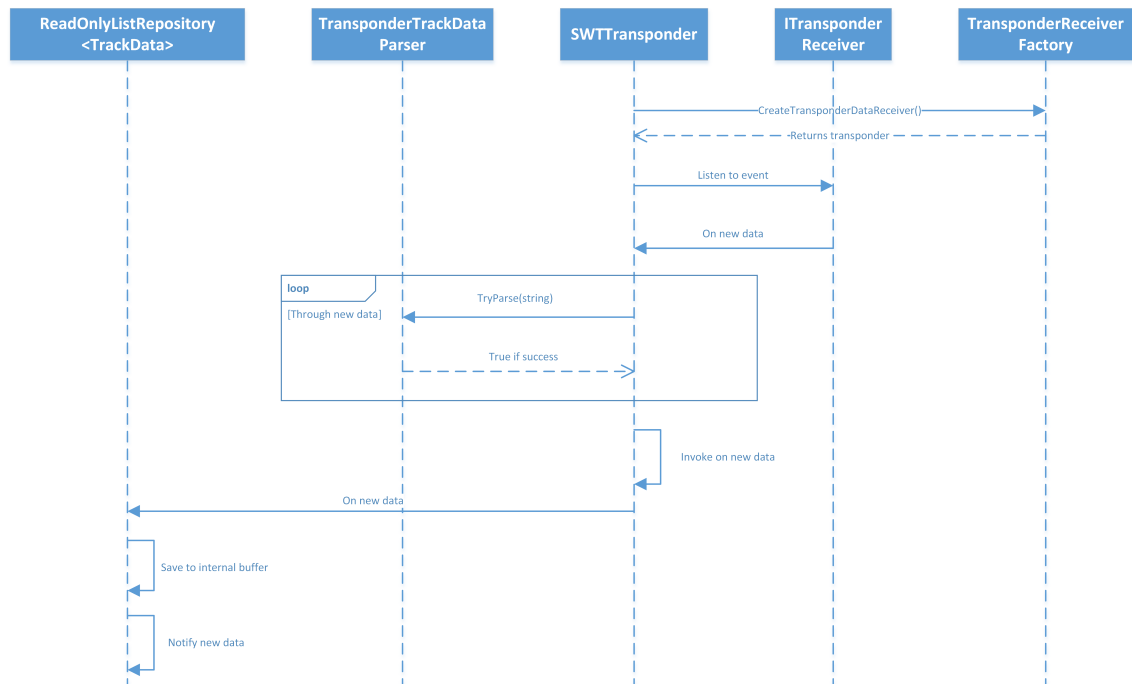 ReadOnlyListRepository
<TrackData>
TransponderTrackData
Parser
SWTTransponder
ITransponder
Receiver
TransponderReceiver
Factory
CreateTransponderDataReceiver()
Returns transponder
Listen to event
On new data
loop
TryParse(string)
[Through new data]
True if success
Invoke on new data
On new data
Save to internal buffer
Notify new data